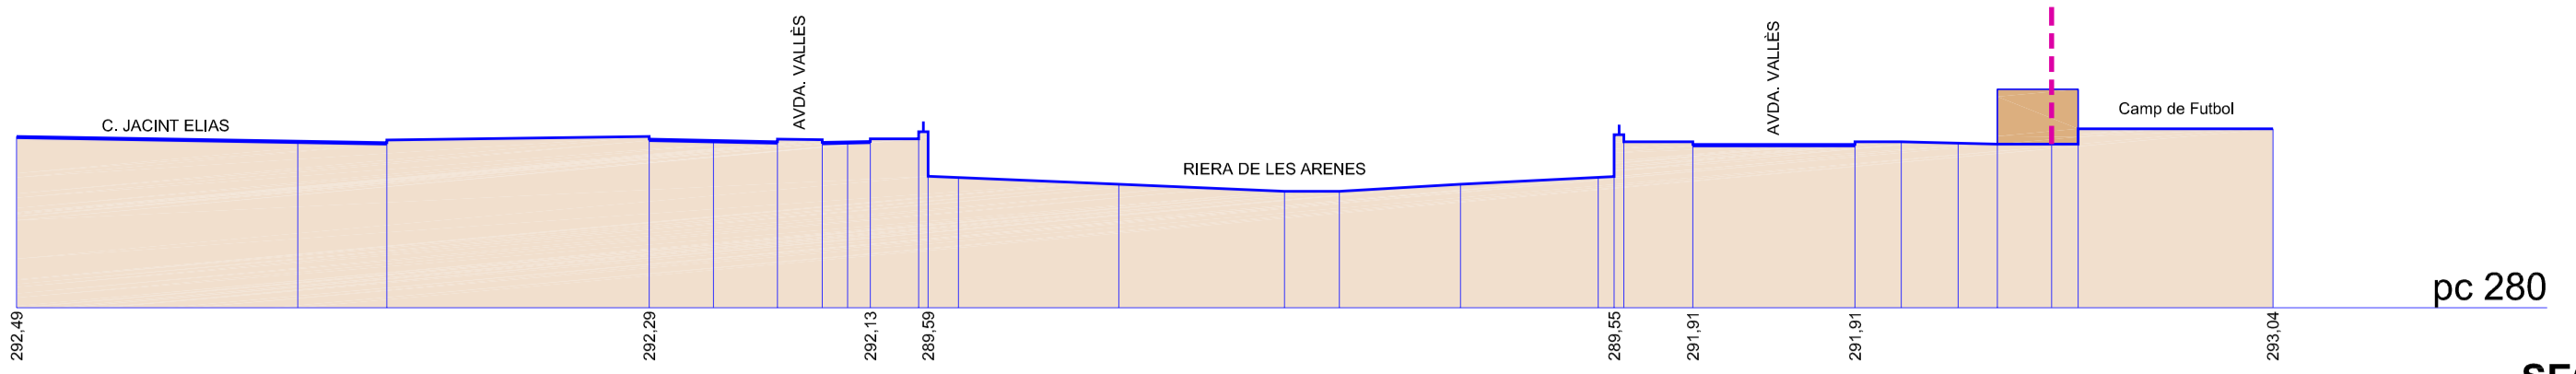 AVDA. VALLÈS
AVDA. VALLÈS
C. JACINT ELIAS
Camp de Futbol
RIERA DE LES ARENES
pc 280
292,49
292,29
292,13
289,59
289,55
291,91
291,91
293,04